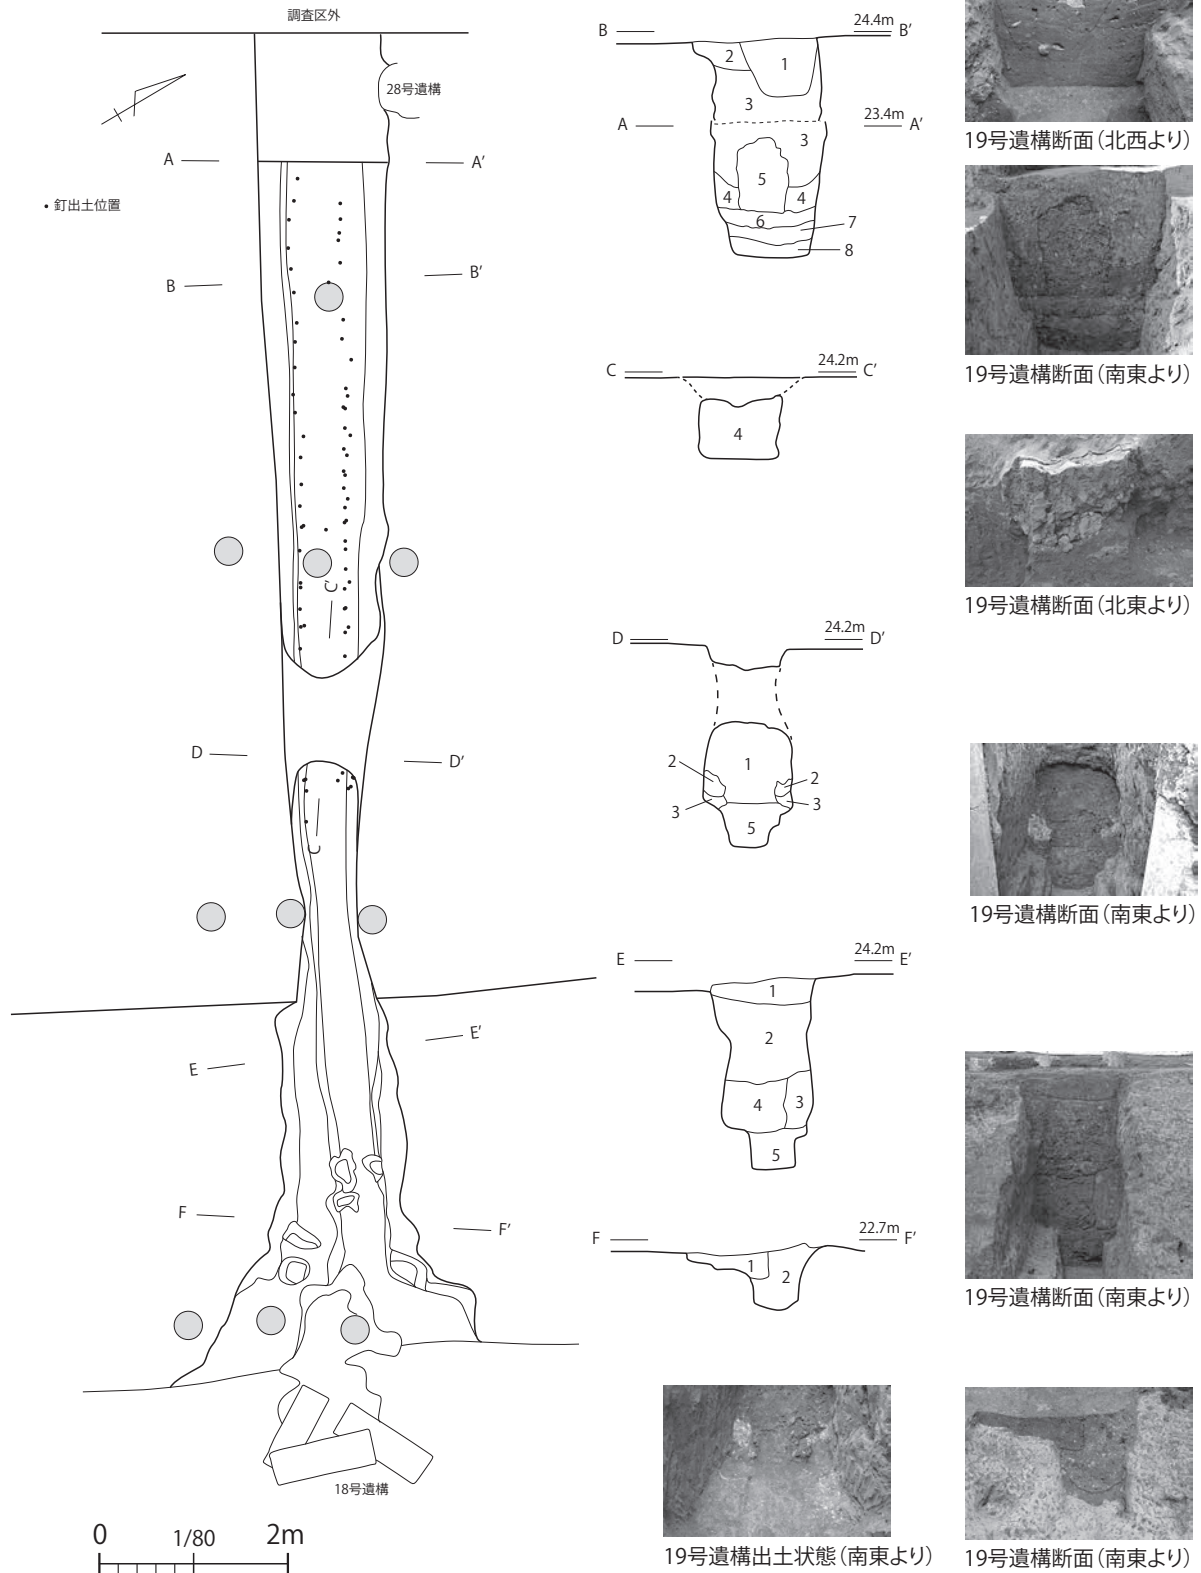 調査区外
28号遺構
A A′
• 釘出土位置
B B′
C′
D D′
C
E E′
F F′
18号遺構
0 1/80 2m
B 24.4m B′
2 1
3
A 23.4m A′
3
5
4 4
6 7
8
C 24.2m C′
4
D 24.2m D′
1
2 2
3 3
5
E 24.2m E′
1
2
4 3
5
F 22.7m F′
1 2
19号遺構出土状態（南東より）
19号遺構断面（北西より）
19号遺構断面（南東より）
19号遺構断面（北東より）
19号遺構断面（南東より）
19号遺構断面（南東より）
19号遺構断面（南東より）